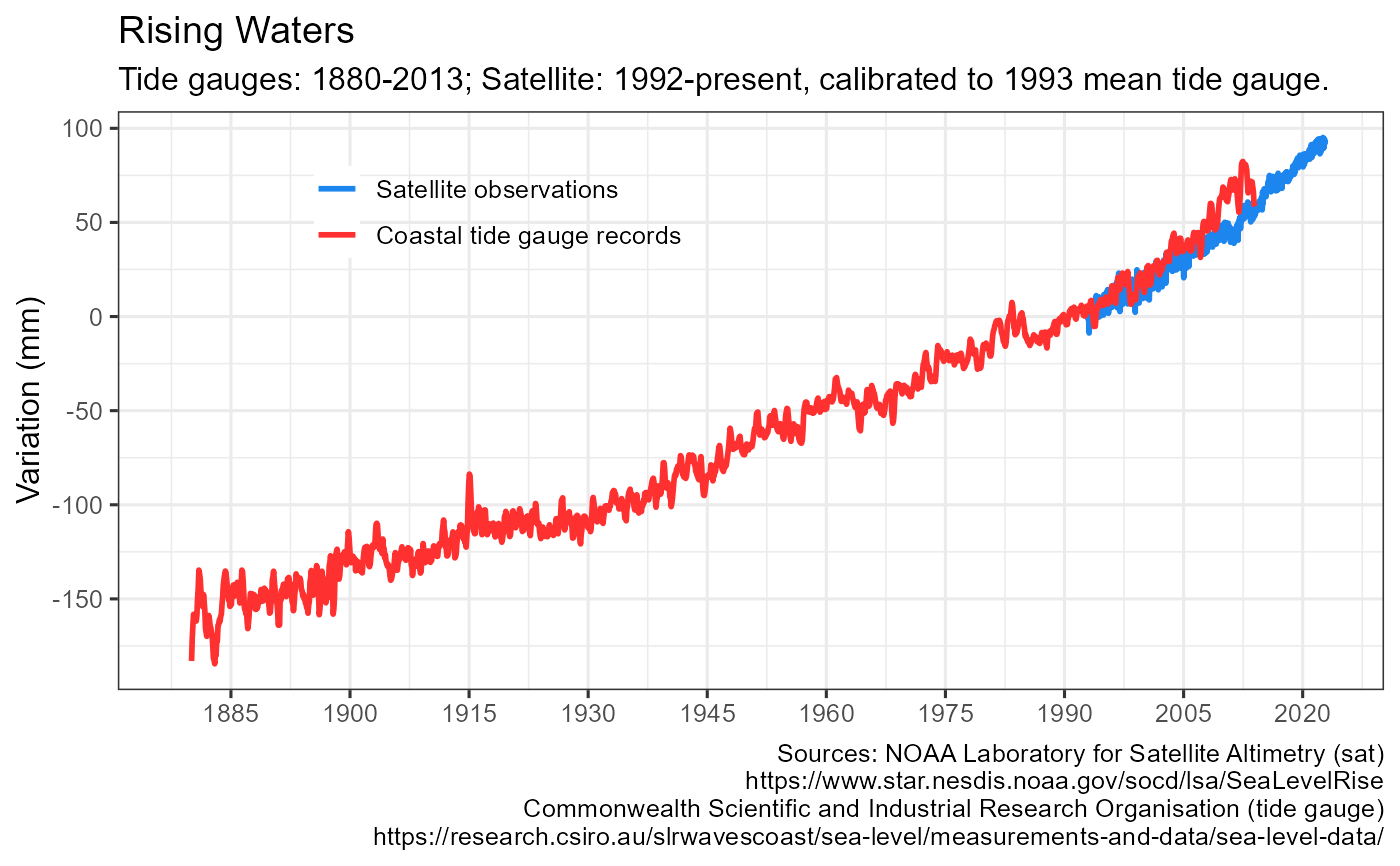 Rising Waters
Tide gauges: 1880-2013; Satellite: 1992-present, calibrated to 1993 mean tide gauge.
Variation (mm)
100
50
0
-50
-100
-150
Satellite observations
Coastal tide gauge records
1885 1900 1915 1930 1945 1960 1975 1990 2005 2020
Sources: NOAA Laboratory for Satellite Altimetry (sat)
https://www.star.nesdis.noaa.gov/socd/lsa/SeaLevelRise
Commonwealth Scientific and Industrial Research Organisation (tide gauge)
https://research.csiro.au/slrwavescoast/sea-level/measurements-and-data/sea-level-data/